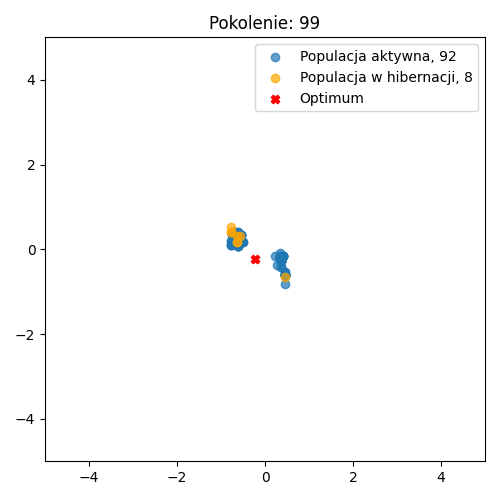 Pokolenie: 99
Populacja aktywna, 92
Populacja w hibernacji, 8
Optimum
4
2
0
−2
−4
−4
−2
0
2
4